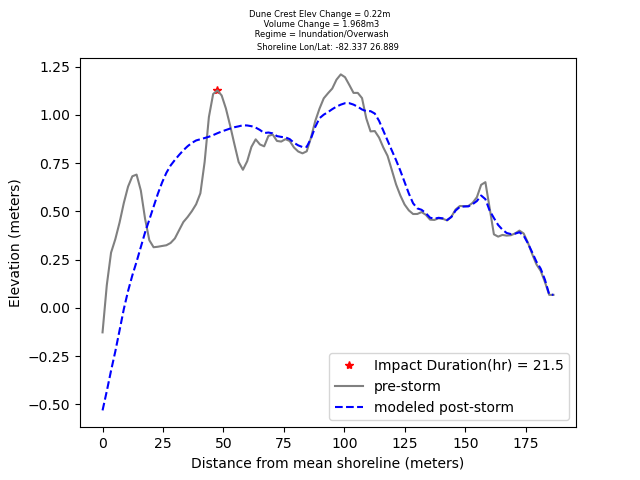 Dune Crest Elev Change = 0.22m
Volume Change = 1.968m3
Regime = Inundation/Overwash
Shoreline Lon/Lat: -82.337 26.889
1.25
1.00
0.75
0.50
0.25
0.00
−0.25
−0.50
Elevation (meters)
Impact Duration(hr) = 21.5
pre-storm
modeled post-storm
0
25
50
75
100
125
150
175
Distance from mean shoreline (meters)